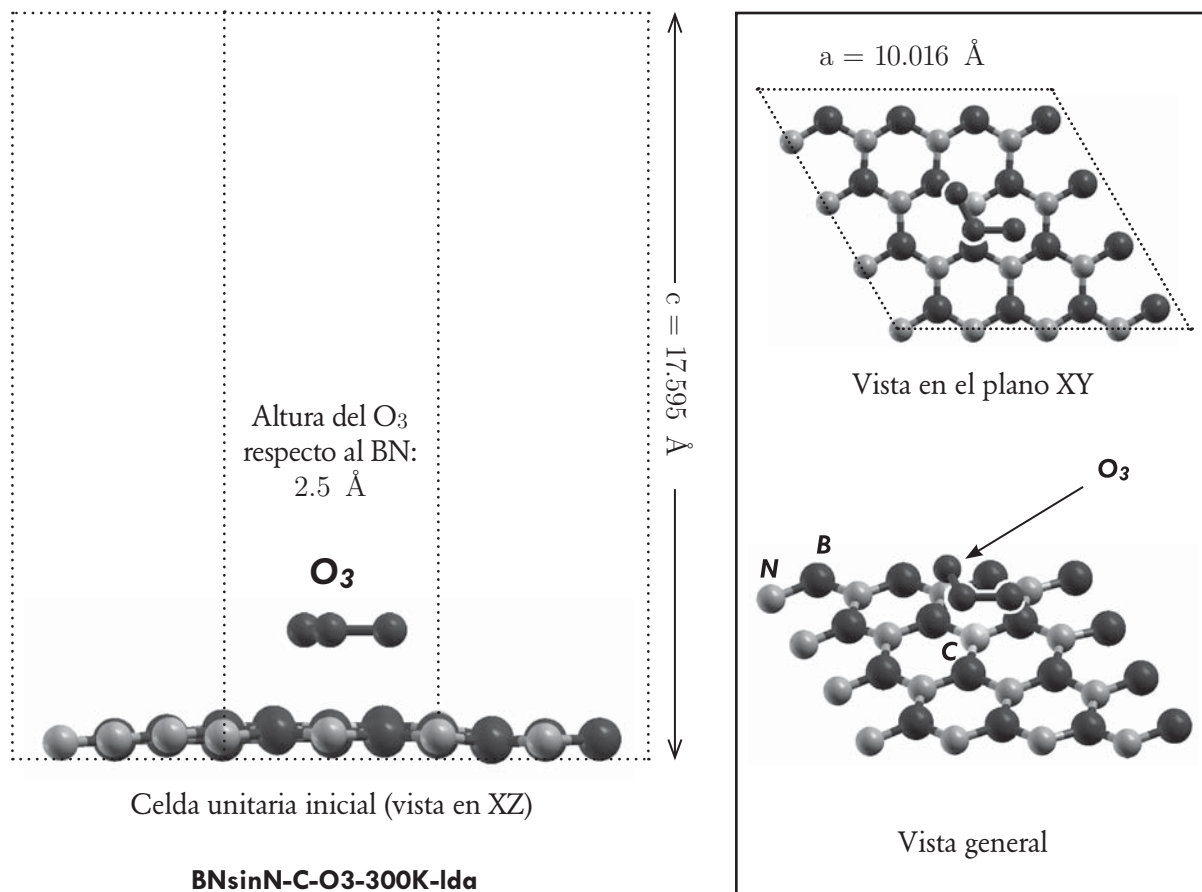 Altura del O3
respecto al BN:
2.5 Å
O3
c = 17.595 Å
Celda unitaria inicial (vista en XZ)
BNsinN-C-O3-300K-lda
a = 10.016 Å
Vista en el plano XY
O3
B
N
C
Vista general